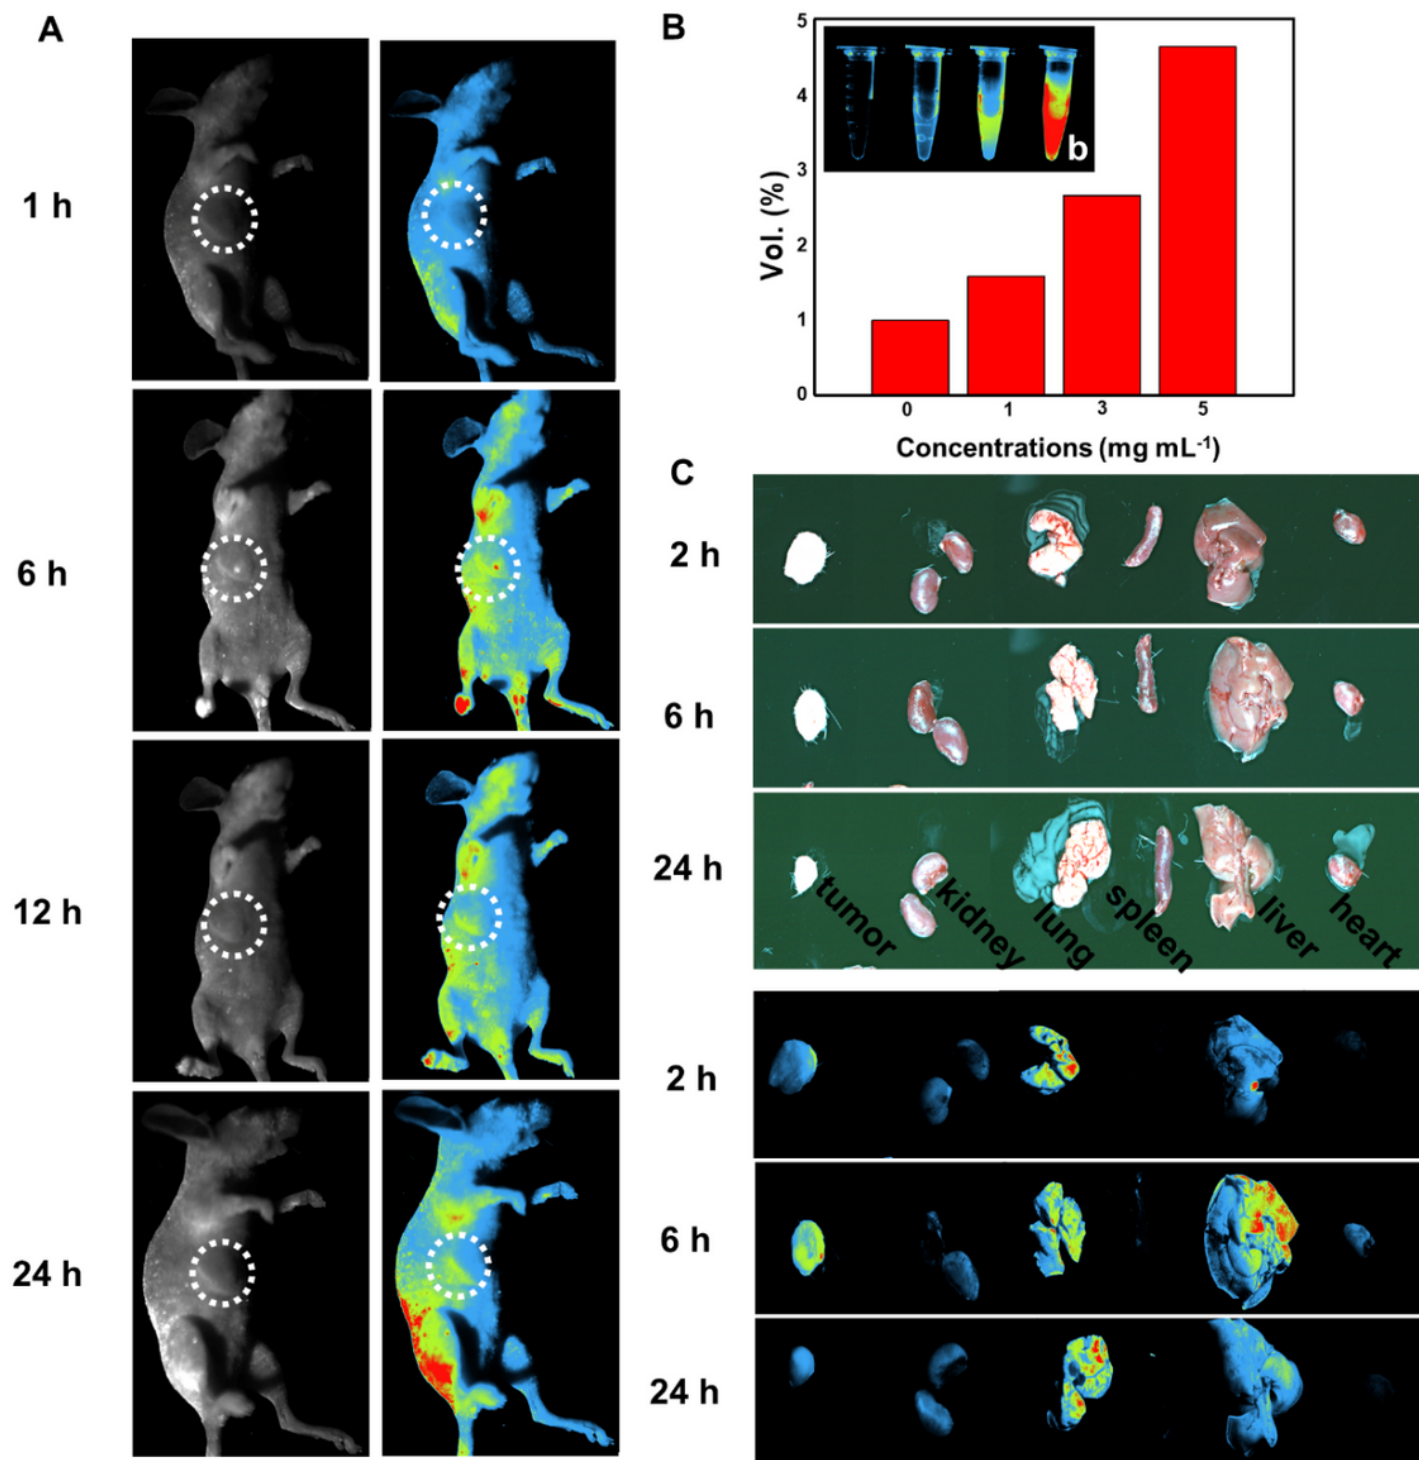 A
1 h
6 h
12 h
24 h
B
5
4
3
2
1
0
Vol. (%)
b
0 1 3 5
Concentrations (mg mL⁻¹)
C
2 h
6 h
24 h
tumor kidney lung spleen liver heart
2 h
6 h
24 h